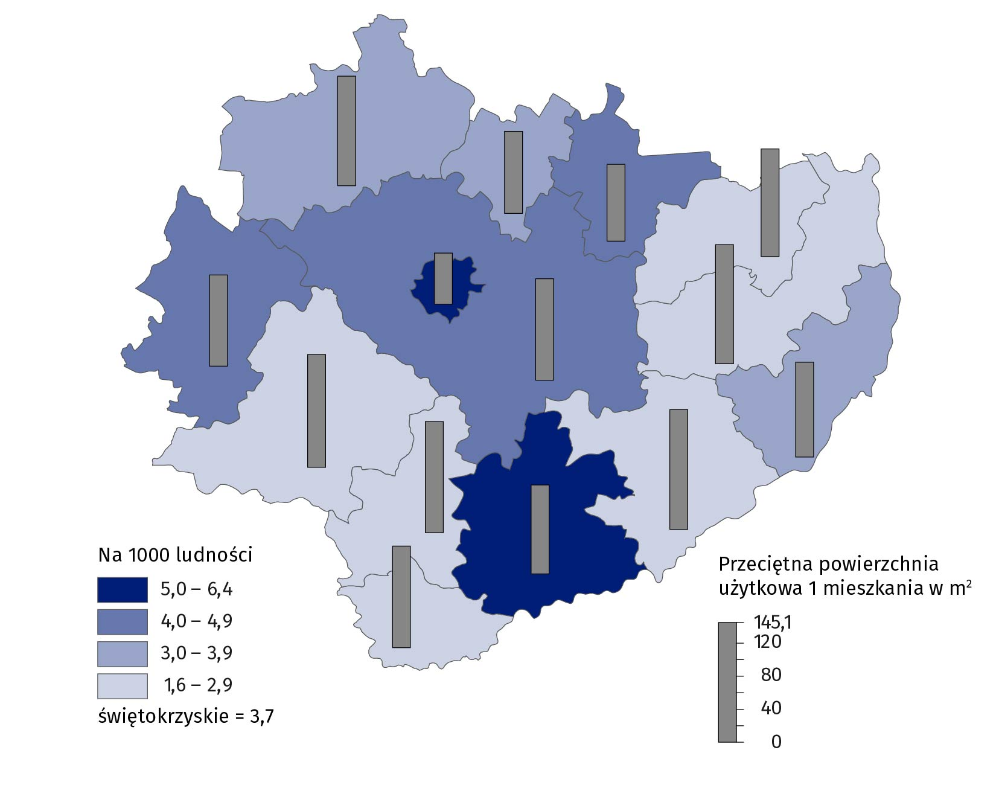 Na 1000 ludności
5,0 – 6,4
4,0 – 4,9
3,0 – 3,9
1,6 – 2,9
świętokrzyskie = 3,7
Przeciętna powierzchnia
użytkowa 1 mieszkania w m²
145,1
120
80
40
0